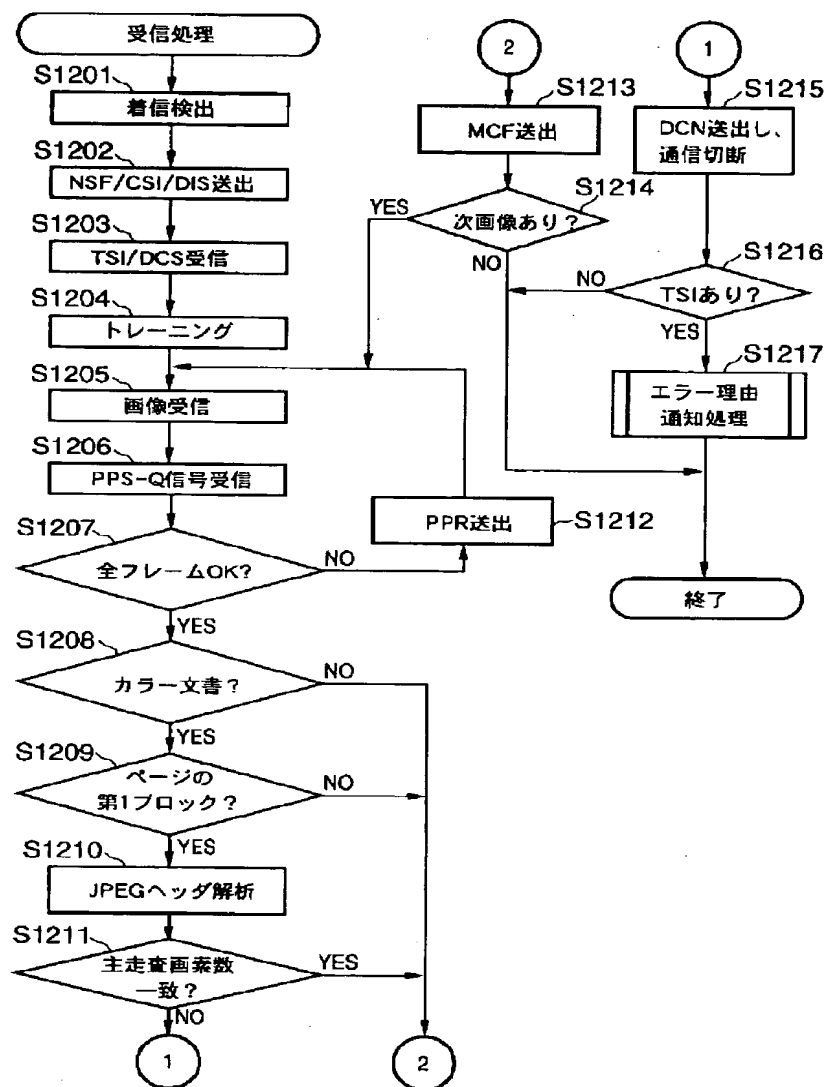 受信処理
S1201
着信検出
S1202
NSF/CSI/DIS送出
S1203
TSI/DCS受信
S1204
トレーニング
S1205
画像受信
S1206
PPS-Q信号受信
S1207
全フレームOK?
NO
YES
S1208
カラー文書?
NO
YES
S1209
ページの
第1ブロック?
NO
YES
S1210
JPEGヘッダ解析
S1211
主走査画素数
一致?
YES
NO
1
2
2
S1213
MCF送出
S1214
次画像あり?
YES
NO
PPR送出
S1212
1
S1215
DCN送出し、
通信切断
S1216
TSIあり?
NO
YES
S1217
エラー理由
通知処理
終了